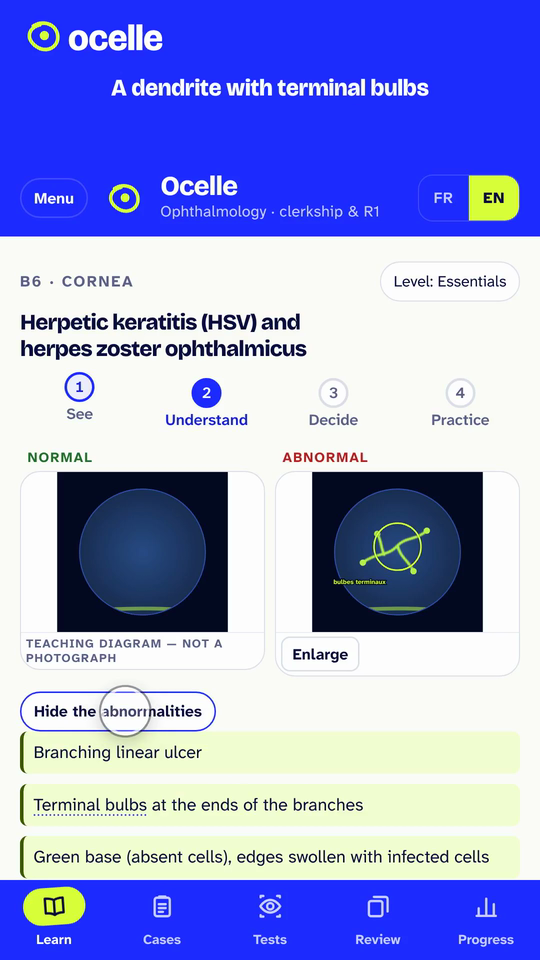 ocelle
A dendrite with terminal bulbs
Menu
Ocelle
Ophthalmology · clerkship & R1
FR
EN
B6 · CORNEA
Level: Essentials
Herpetic keratitis (HSV) and
herpes zoster ophthalmicus
1
See
2
Understand
3
Decide
4
Practice
NORMAL
ABNORMAL
bulbes terminaux
TEACHING DIAGRAM — NOT A
PHOTOGRAPH
Enlarge
Hide the abnormalities
Branching linear ulcer
Terminal bulbs at the ends of the branches
Green base (absent cells), edges swollen with infected cells
Learn
Cases
Tests
Review
Progress